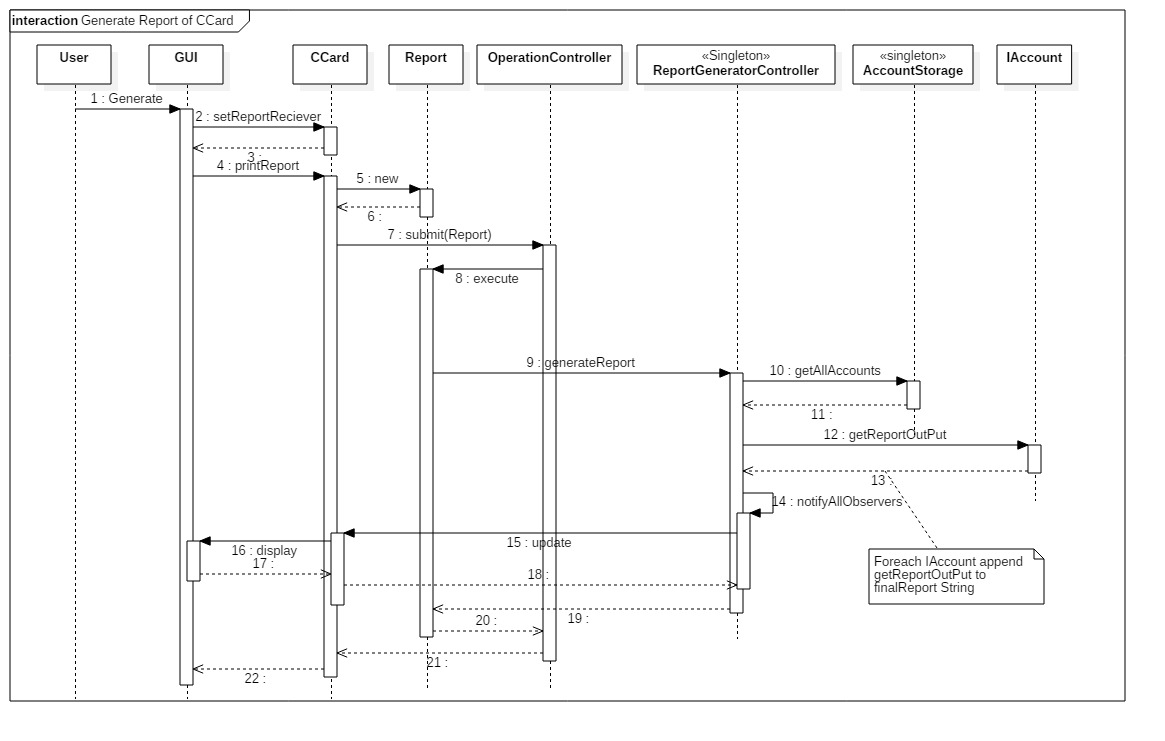 interaction Generate Report of CCard
User
GUI
CCard
Report
OperationController
«Singleton»
ReportGeneratorController
«singleton»
AccountStorage
IAccount
1 : Generate
2 : setReportReciever
3 :
4 : printReport
5 : new
6 :
7 : submit(Report)
8 : execute
9 : generateReport
10 : getAllAccounts
11 :
12 : getReportOutPut
13 :
14 : notifyAllObservers
15 : update
16 : display
17 :
18 :
Foreach IAccount append
getReportOutPut to
finalReport String
19 :
20 :
21 :
22 :